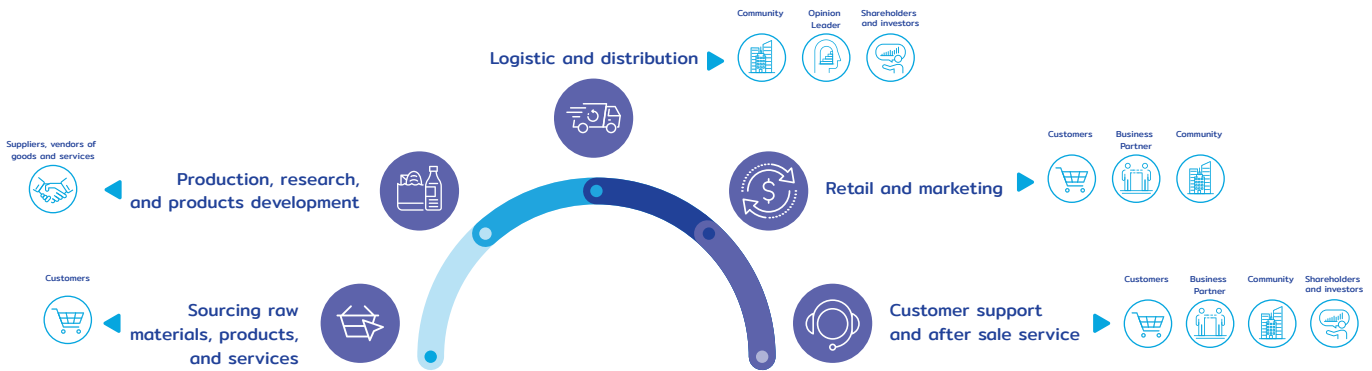 Community
Opinion
Leader
Shareholders
and investors
Logistic and distribution
Suppliers, vendors of
goods and services
Production, research,
and products development
$
Retail and marketing
Customers
Business
Partner
Community
Customers
Sourcing raw
materials, products,
and services
Customer support
and after sale service
Customers
Business
Partner
Community
Shareholders
and investors